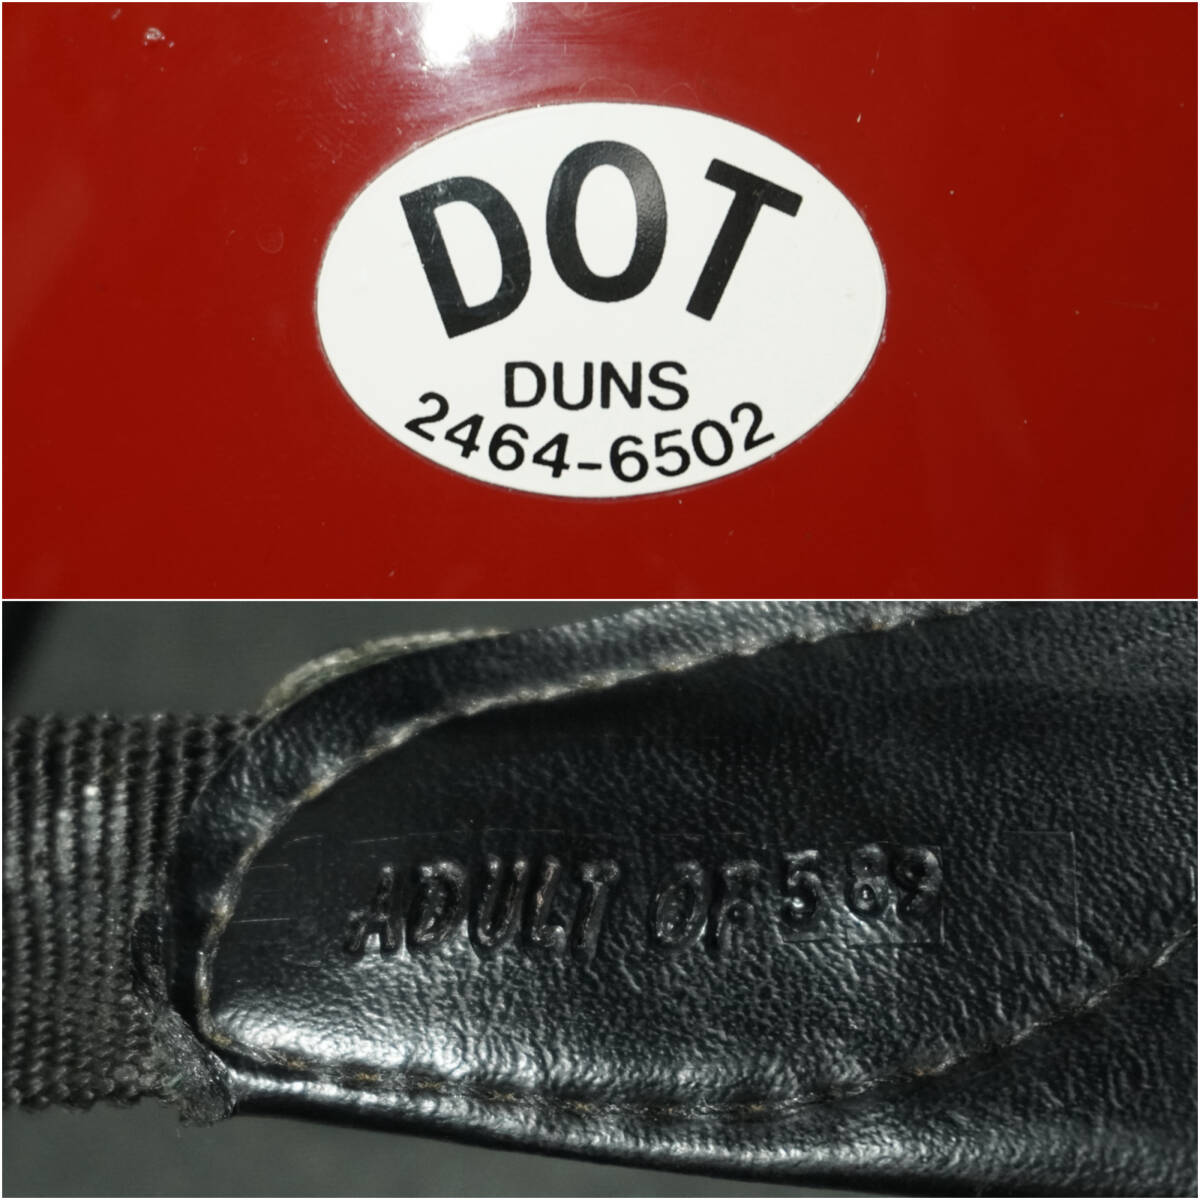 DOT
DUNS
2464-6502
ADULT OF. 5 89